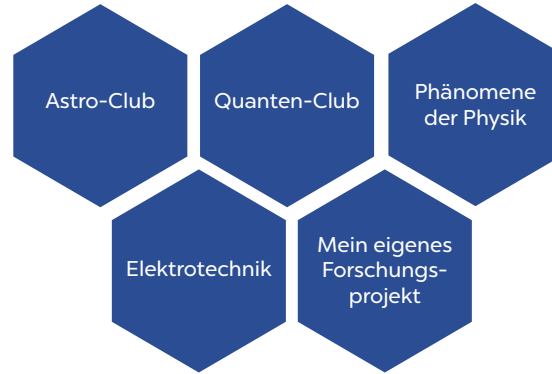 Astro-Club
Quanten-Club
Phänomene
der Physik
Elektrotechnik
Mein eigenes
Forschungs-
projekt